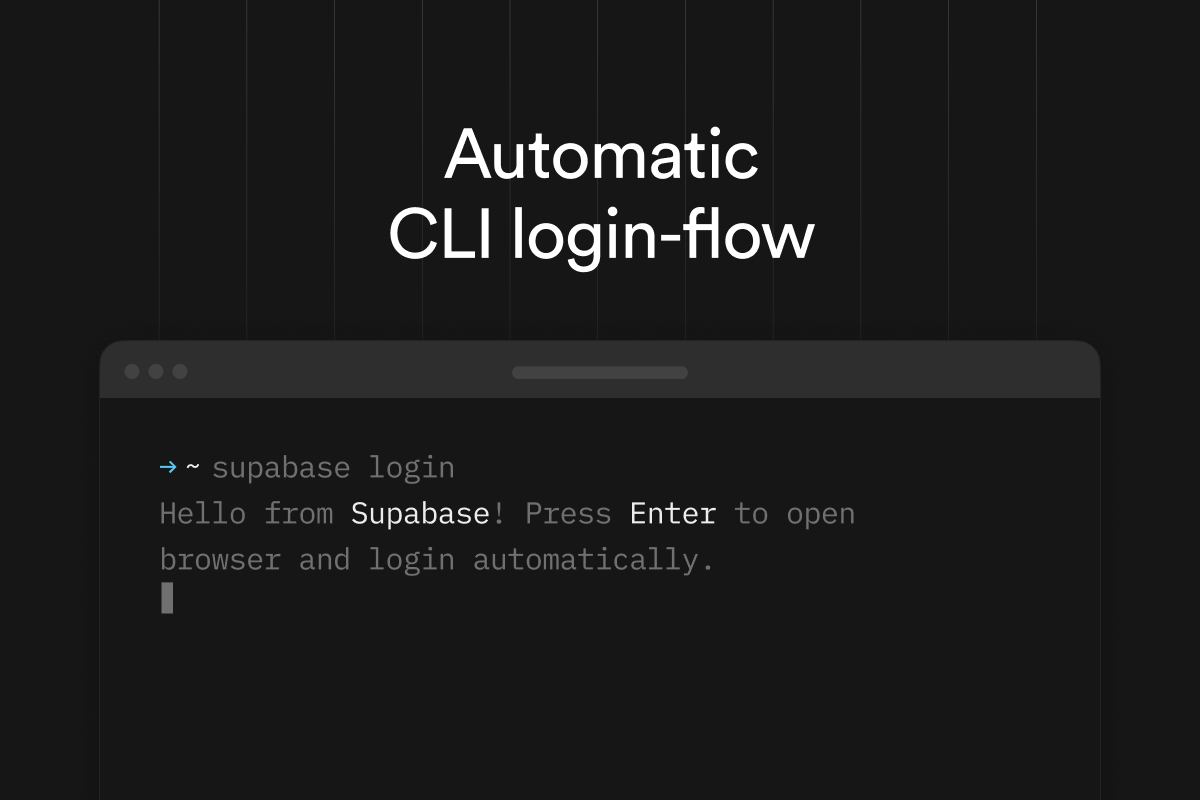 Automatic
CLI login-flow
→ ~ supabase login
Hello from Supabase! Press Enter to open
browser and login automatically.